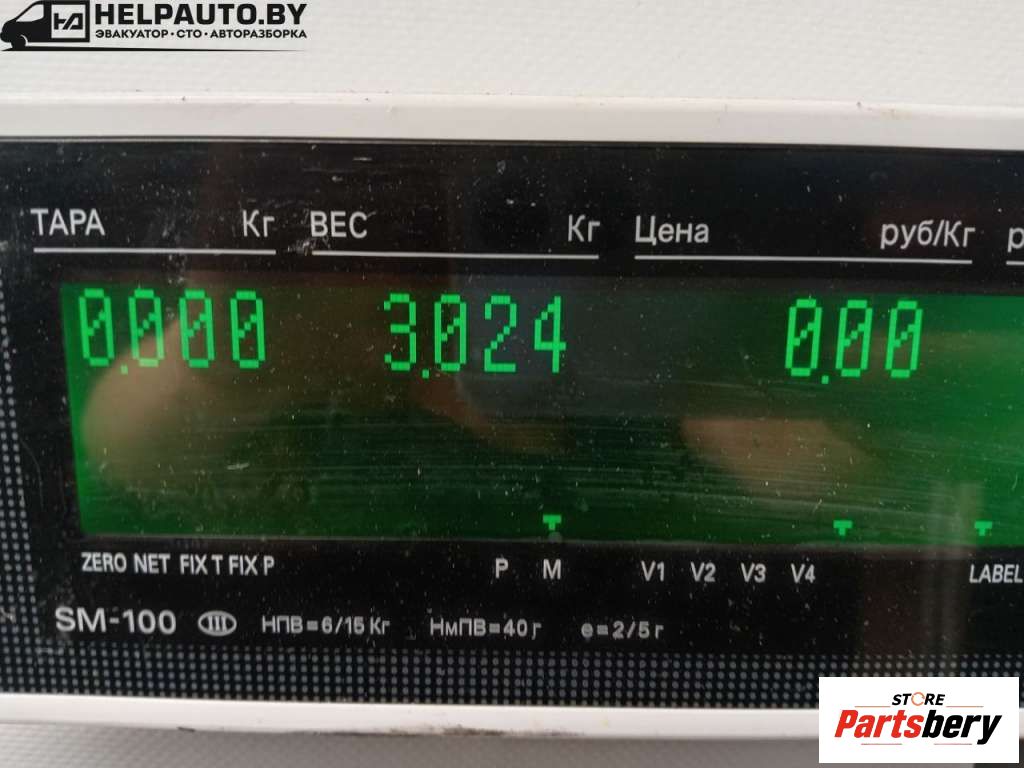 HELPAUTO.BY
ЭВАКУАТОР • СТО • АВТОРАЗБОРКА
ТАРА Кг ВЕС Кг Цена руб/Кг р
0.000 3.024 0.00
ZERO NET FIX T FIX P P M V1 V2 V3 V4 LABEL
SM-100 III НПВ=6/15 Кг НмПВ=40 г e=2/5 г
STORE
Partsbery